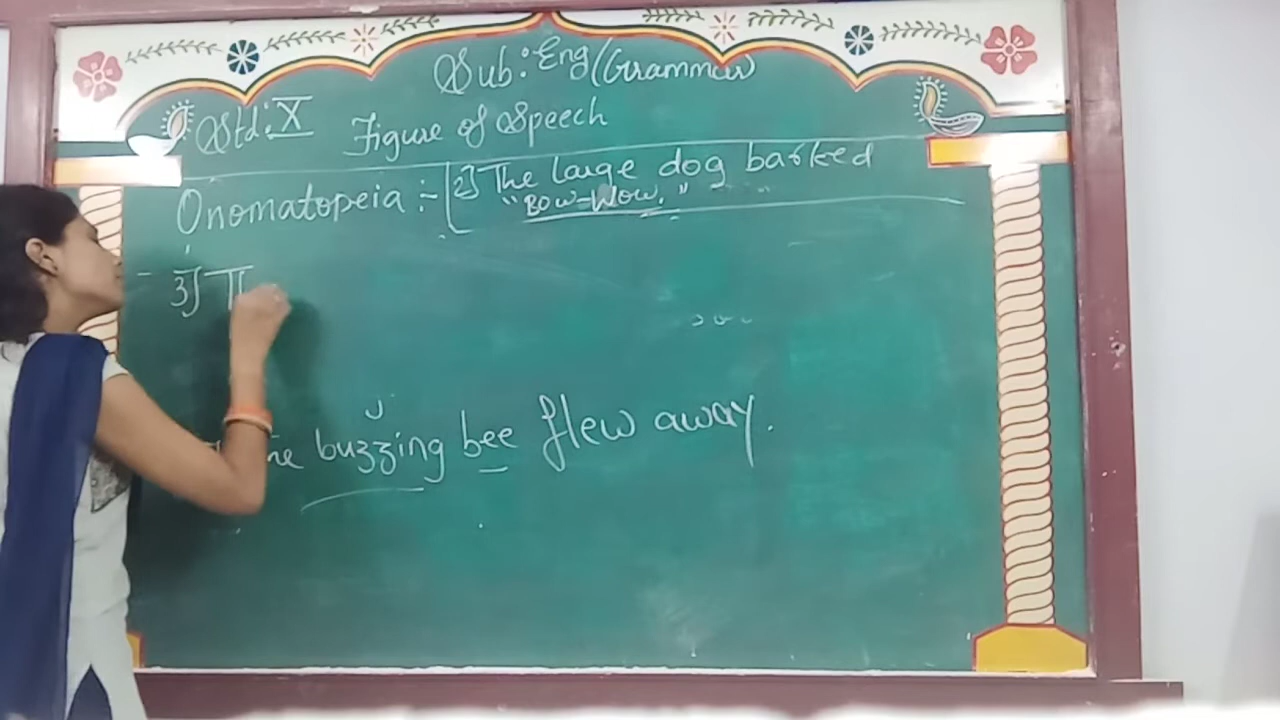 Sub: Eng (Grammar)
Std: X Figure of Speech
Onomatopeia :- [2] The large dog barked
"Bow-Wow."
3] T
buzzing bee flew away.